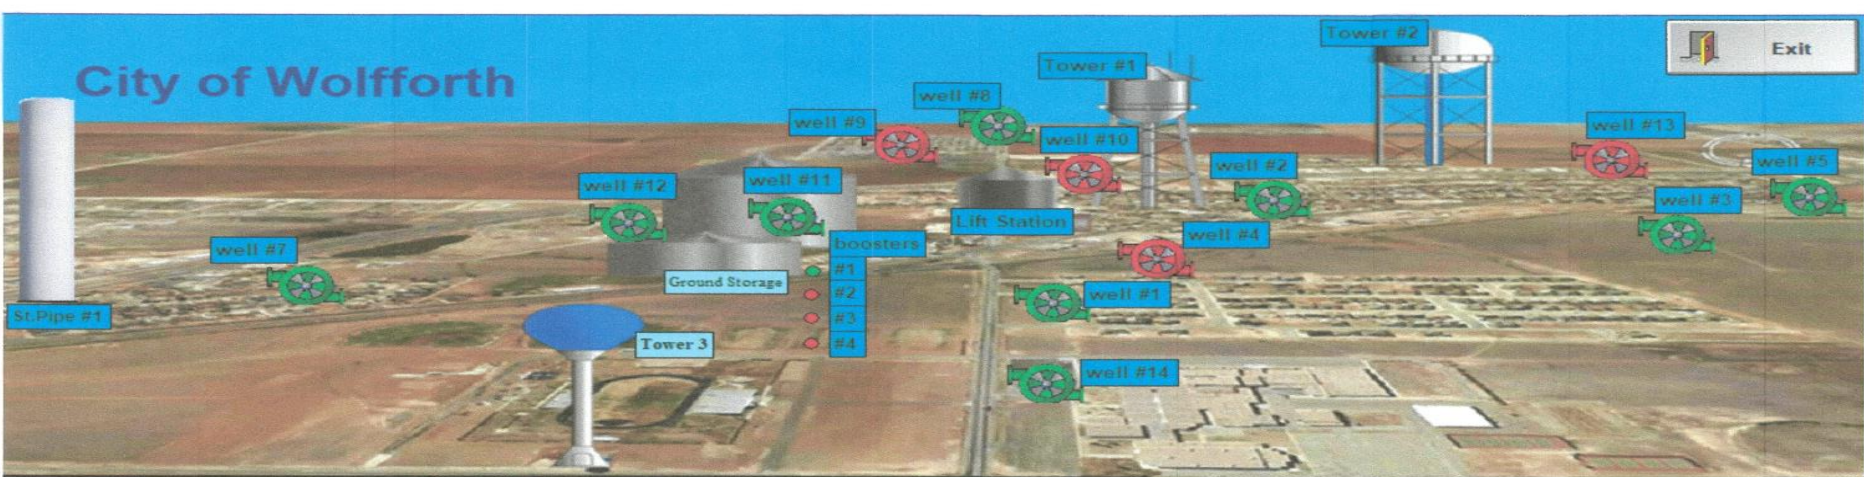 City of Wolfforth
Tower #2
Exit
Tower #1
well #8
well #9
well #10
well #13
well #2
well #5
well #12
well #11
well #3
Lift Station
well #4
well #7
boosters
#1
Ground Storage
#2
well #1
St.Pipe #1
#3
Tower 3
#4
well #14